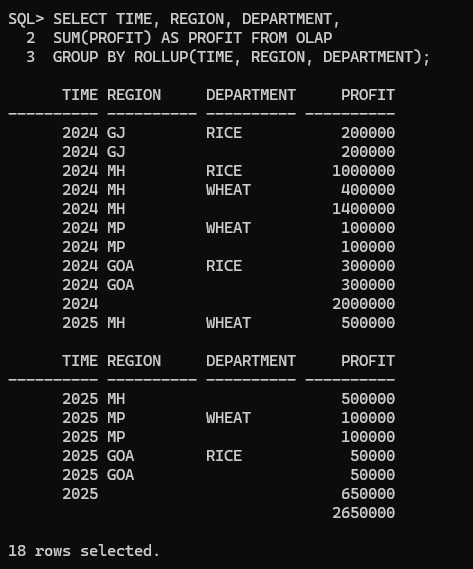 SQL> SELECT TIME, REGION, DEPARTMENT,
  2  SUM(PROFIT) AS PROFIT FROM OLAP
  3  GROUP BY ROLLUP(TIME, REGION, DEPARTMENT);

      TIME REGION     DEPARTMENT     PROFIT
---------- ---------- ---------- ----------
      2024 GJ         RICE           200000
      2024 GJ                        200000
      2024 MH         RICE          1000000
      2024 MH         WHEAT          400000
      2024 MH                       1400000
      2024 MP         WHEAT          100000
      2024 MP                        100000
      2024 GOA        RICE           300000
      2024 GOA                       300000
      2024                          2000000
      2025 MH         WHEAT          500000

      TIME REGION     DEPARTMENT     PROFIT
---------- ---------- ---------- ----------
      2025 MH                        500000
      2025 MP         WHEAT          100000
      2025 MP                        100000
      2025 GOA        RICE            50000
      2025 GOA                        50000
      2025                           650000
                                    2650000

18 rows selected.